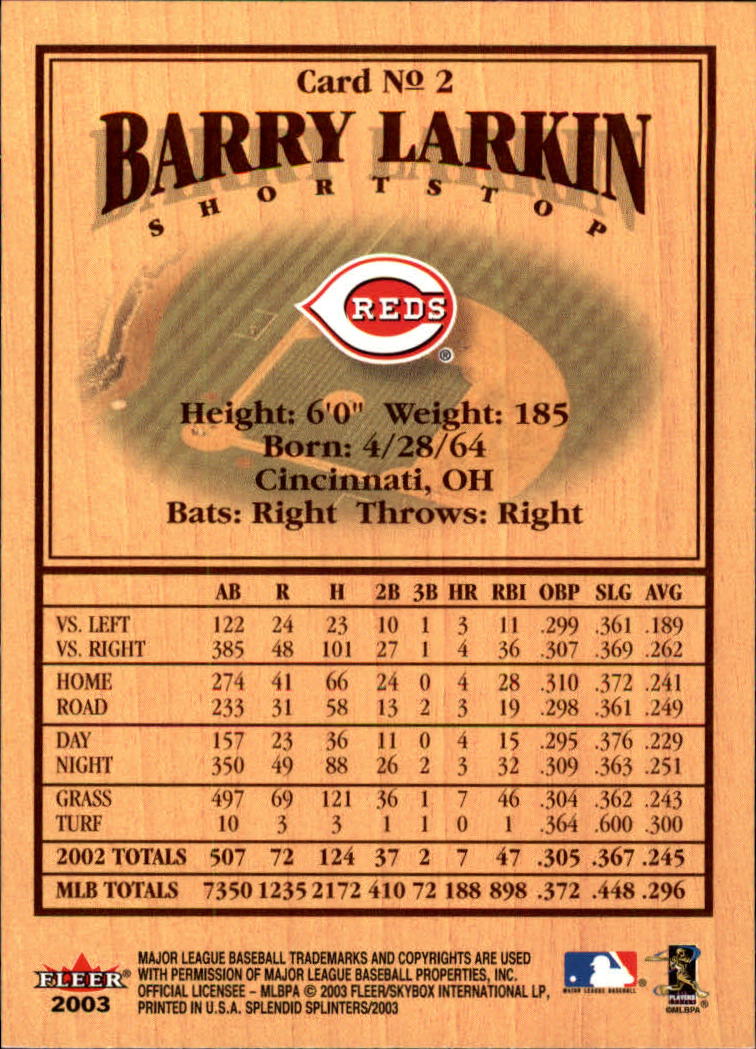 Card Nº 2
BARRY LARKIN
SHORTSTOP
REDS
®
Height: 6'0" Weight: 185
Born: 4/28/64
Cincinnati, OH
Bats: Right Throws: Right
AB R H 2B 3B HR RBI OBP SLG AVG
VS. LEFT 122 24 23 10 1 3 11 .299 .361 .189
VS. RIGHT 385 48 101 27 1 4 36 .307 .369 .262
HOME 274 41 66 24 0 4 28 .310 .372 .241
ROAD 233 31 58 13 2 3 19 .298 .361 .249
DAY 157 23 36 11 0 4 15 .295 .376 .229
NIGHT 350 49 88 26 2 3 32 .309 .363 .251
GRASS 497 69 121 36 1 7 46 .304 .362 .243
TURF 10 3 3 1 1 0 1 .364 .600 .300
2002 TOTALS 507 72 124 37 2 7 47 .305 .367 .245
MLB TOTALS 7350 1235 2172 410 72 188 898 .372 .448 .296
FLEER®
2003
MAJOR LEAGUE BASEBALL TRADEMARKS AND COPYRIGHTS ARE USED
WITH PERMISSION OF MAJOR LEAGUE BASEBALL PROPERTIES, INC.
OFFICIAL LICENSEE – MLBPA © 2003 FLEER/SKYBOX INTERNATIONAL LP,
PRINTED IN U.S.A. SPLENDID SPLINTERS/2003
MAJOR LEAGUE BASEBALL ®
PLAYERS
®
©MLBPA